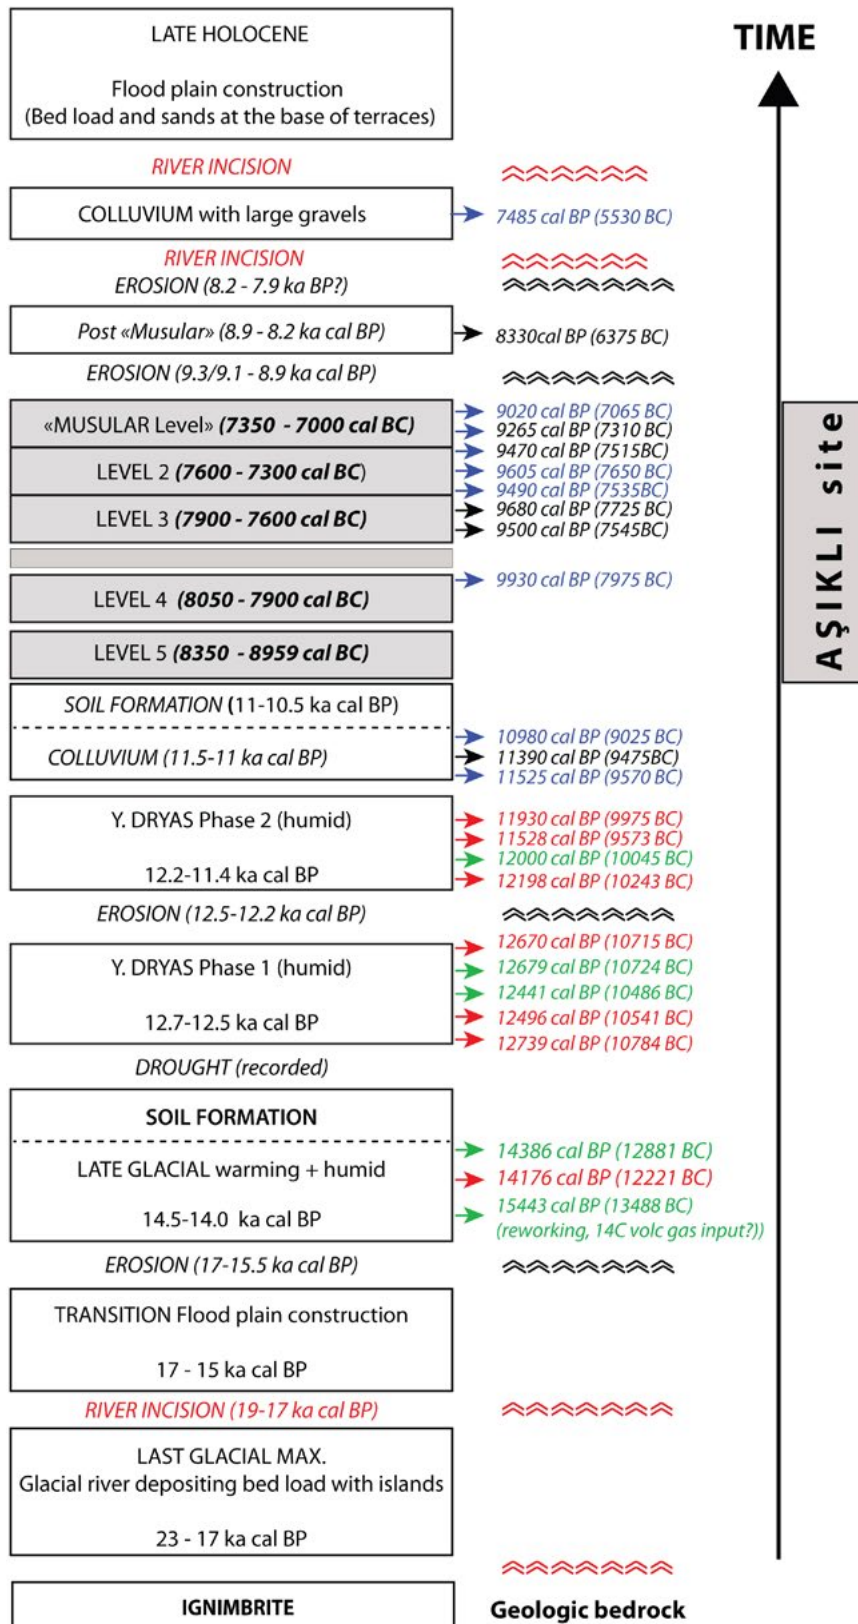 LATE HOLOCENE
TIME
Flood plain construction
(Bed load and sands at the base of terraces)
RIVER INCISION
COLLUVIUM with large gravels
7485 cal BP (5530 BC)
RIVER INCISION
EROSION (8.2 - 7.9 ka BP?)
Post «Musular» (8.9 - 8.2 ka cal BP)
8330cal BP (6375 BC)
EROSION (9.3/9.1 - 8.9 ka cal BP)
«MUSULAR Level» (7350 - 7000 cal BC)
9020 cal BP (7065 BC)
9265 cal BP (7310 BC)
9470 cal BP (7515BC)
LEVEL 2 (7600 - 7300 cal BC)
9605 cal BP (7650 BC)
9490 cal BP (7535BC)
LEVEL 3 (7900 - 7600 cal BC)
9680 cal BP (7725 BC)
9500 cal BP (7545BC)
LEVEL 4 (8050 - 7900 cal BC)
9930 cal BP (7975 BC)
LEVEL 5 (8350 - 8959 cal BC)
AŞIKLI site
SOIL FORMATION (11-10.5 ka cal BP)
COLLUVIUM (11.5-11 ka cal BP)
10980 cal BP (9025 BC)
11390 cal BP (9475BC)
11525 cal BP (9570 BC)
Y. DRYAS Phase 2 (humid)
12.2-11.4 ka cal BP
11930 cal BP (9975 BC)
11528 cal BP (9573 BC)
12000 cal BP (10045 BC)
12198 cal BP (10243 BC)
EROSION (12.5-12.2 ka cal BP)
Y. DRYAS Phase 1 (humid)
12.7-12.5 ka cal BP
12670 cal BP (10715 BC)
12679 cal BP (10724 BC)
12441 cal BP (10486 BC)
12496 cal BP (10541 BC)
12739 cal BP (10784 BC)
DROUGHT (recorded)
SOIL FORMATION
LATE GLACIAL warming + humid
14.5-14.0 ka cal BP
14386 cal BP (12881 BC)
14176 cal BP (12221 BC)
15443 cal BP (13488 BC)
(reworking, 14C volc gas input?))
EROSION (17-15.5 ka cal BP)
TRANSITION Flood plain construction
17 - 15 ka cal BP
RIVER INCISION (19-17 ka cal BP)
LAST GLACIAL MAX.
Glacial river depositing bed load with islands
23 - 17 ka cal BP
IGNIMBRITE
Geologic bedrock